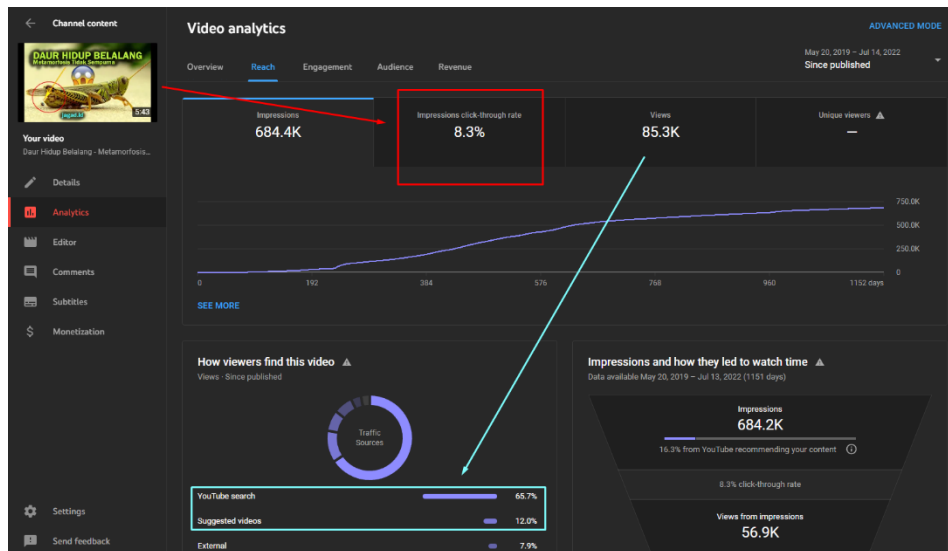 Channel content
DAUR HIDUP BELALANG
Metamorfosis Tidak Sempurna
jagad.id
5:43
Your video
Daur Hidup Belalang - Metamorfosis...
Details
Analytics
Editor
Comments
Subtitles
Monetization
Settings
Send feedback
Video analytics
ADVANCED MODE
Overview
Reach
Engagement
Audience
Revenue
May 20, 2019 – Jul 14, 2022
Since published
Impressions
684.4K
Impressions click-through rate
8.3%
Views
85.3K
Unique viewers
—
750.0K
500.0K
250.0K
0
0
192
384
576
768
960
1152 days
SEE MORE
How viewers find this video
Views · Since published
Traffic
Sources
YouTube search 65.7%
Suggested videos 12.0%
External 7.9%
Impressions and how they led to watch time
Data available May 20, 2019 – Jul 13, 2022 (1151 days)
Impressions
684.2K
16.3% from YouTube recommending your content
8.3% click-through rate
Views from impressions
56.9K